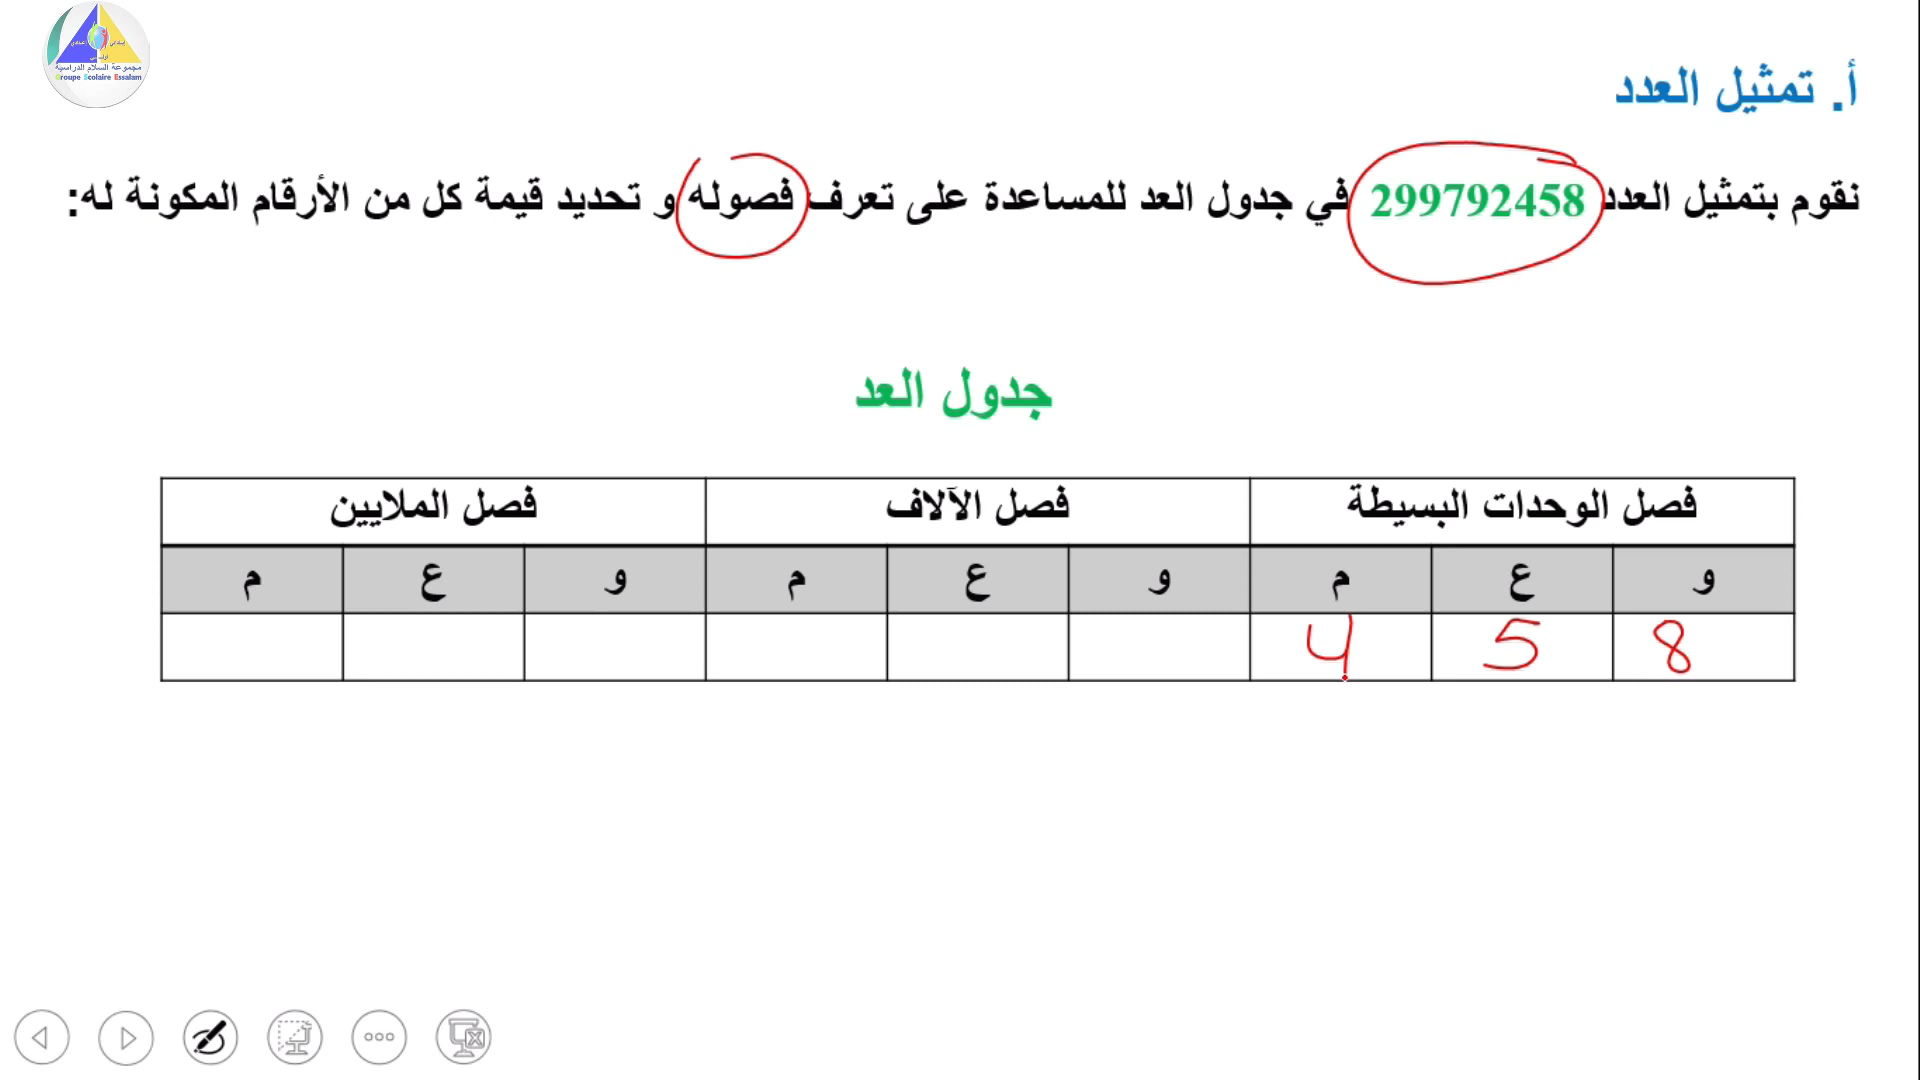 مجموعة السلام الدراسية
Groupe Scolaire Essalam
أ. تمثيل العدد
نقوم بتمثيل العدد 299792458 في جدول العد للمساعدة على تعرف فصوله و تحديد قيمة كل من الأرقام المكونة له:
جدول العد
فصل الوحدات البسيطة فصل الآلاف فصل الملايين
و ع م و ع م و ع م
8 5 4